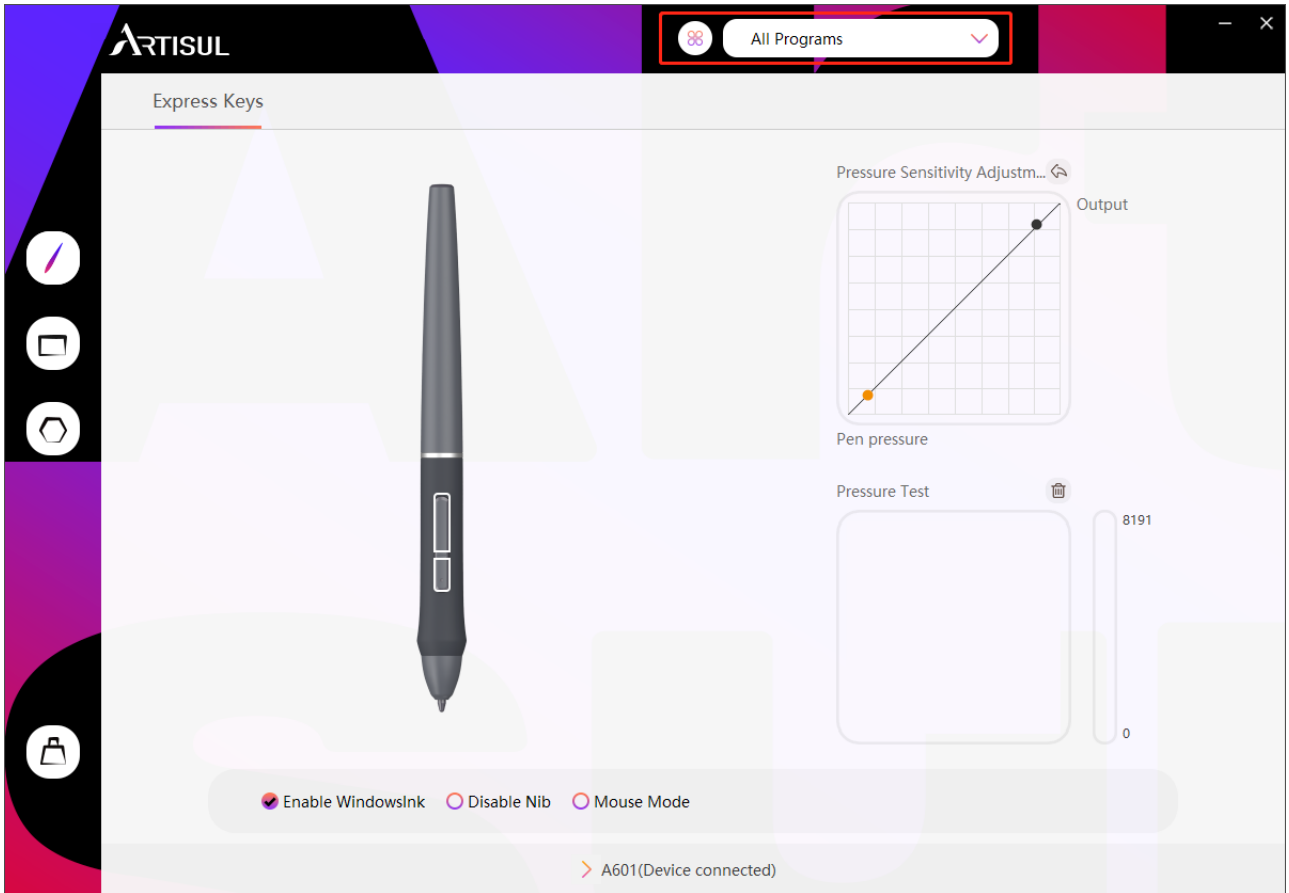 ARTISUL
All Programs
Express Keys
Pressure Sensitivity Adjustm...
Output
Pen pressure
Pressure Test
8191
0
Enable WindowsInk
Disable Nib
Mouse Mode
A601(Device connected)